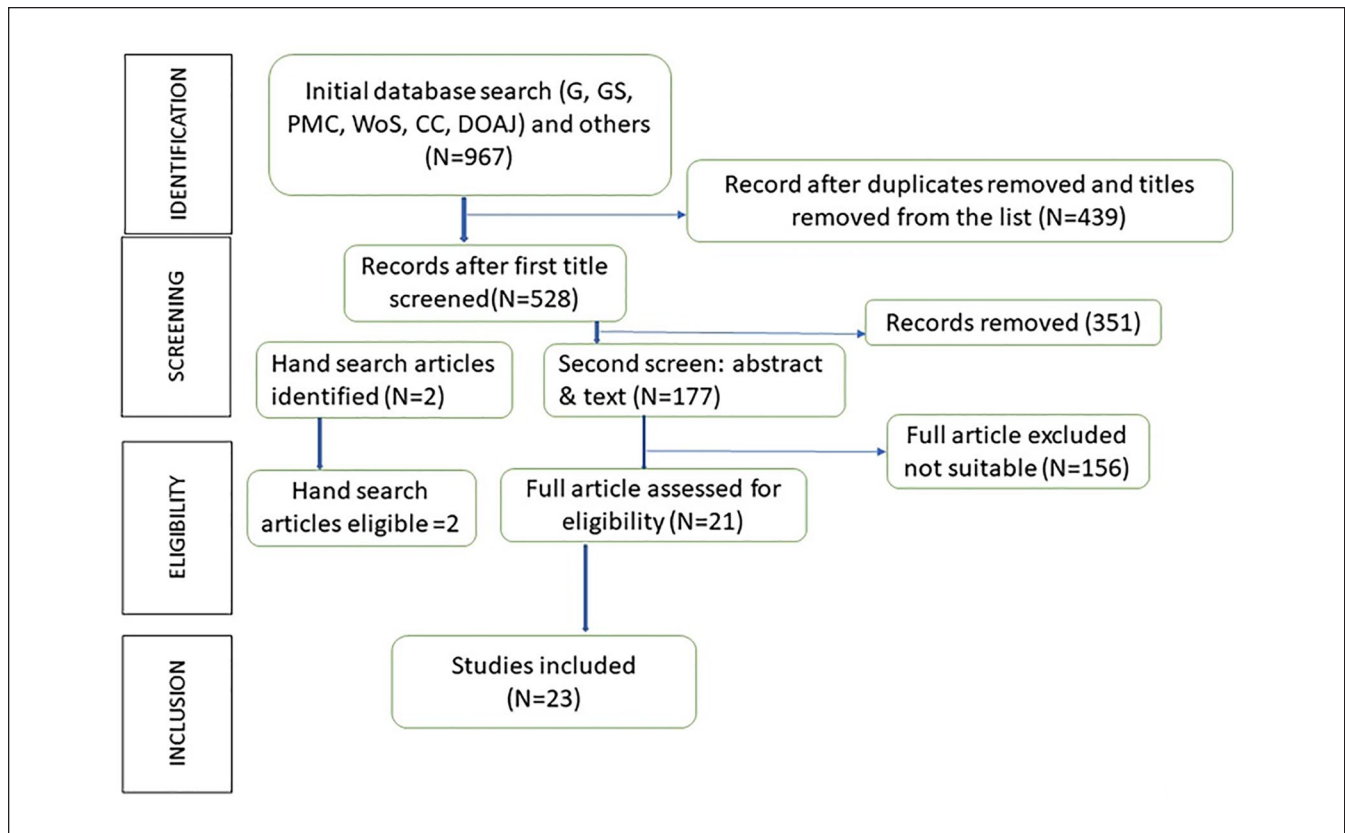 IDENTIFICATION
Initial database search (G, GS,
PMC, WoS, CC, DOAJ) and others
(N=967)
Record after duplicates removed and titles
removed from the list (N=439)
SCREENING
Records after first title
screened(N=528)
Records removed (351)
Hand search articles
identified (N=2)
Second screen: abstract
& text (N=177)
Full article excluded
not suitable (N=156)
ELIGIBILITY
Hand search
articles eligible =2
Full article assessed for
eligibility (N=21)
INCLUSION
Studies included
(N=23)